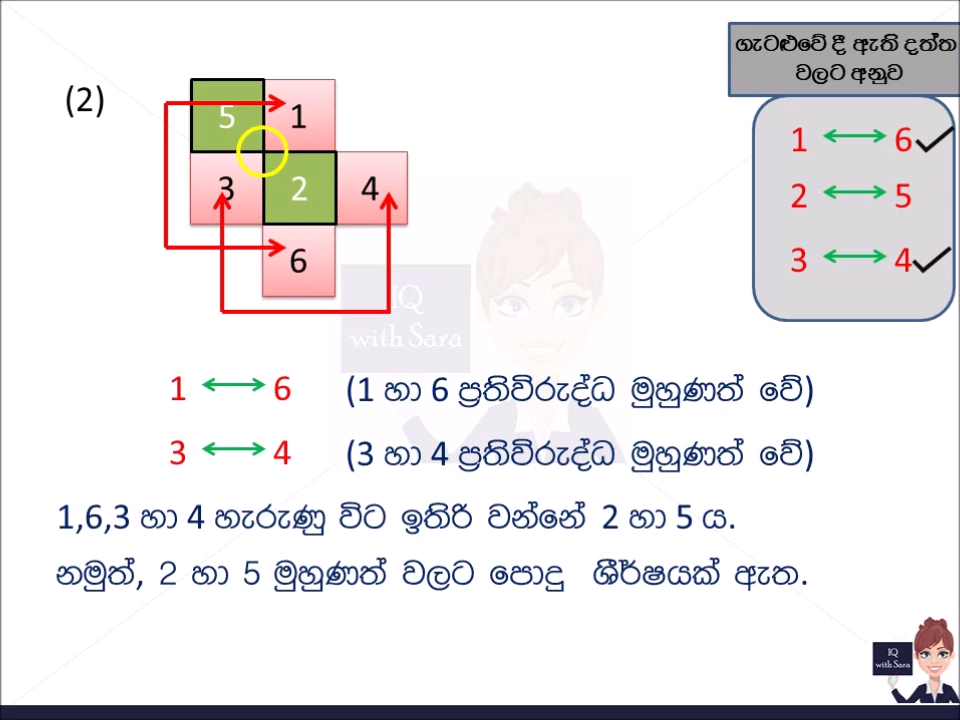 ගැටළුවේ දී ඇති දත්ත
වලට අනුව
(2)
5 1
3 2 4
6
1 ⟷ 6 ✓
2 ⟷ 5
3 ⟷ 4 ✓
IQ
with Sara
1 ⟷ 6 (1 හා 6 ප්‍රතිවිරුද්ධ මුහුණත් වේ)
3 ⟷ 4 (3 හා 4 ප්‍රතිවිරුද්ධ මුහුණත් වේ)
1,6,3 හා 4 හැරුණු විට ඉතිරි වන්නේ 2 හා 5 ය.
නමුත්, 2 හා 5 මුහුණත් වලට පොදු ශීර්ෂයක් ඇත.
IQ
with Sara